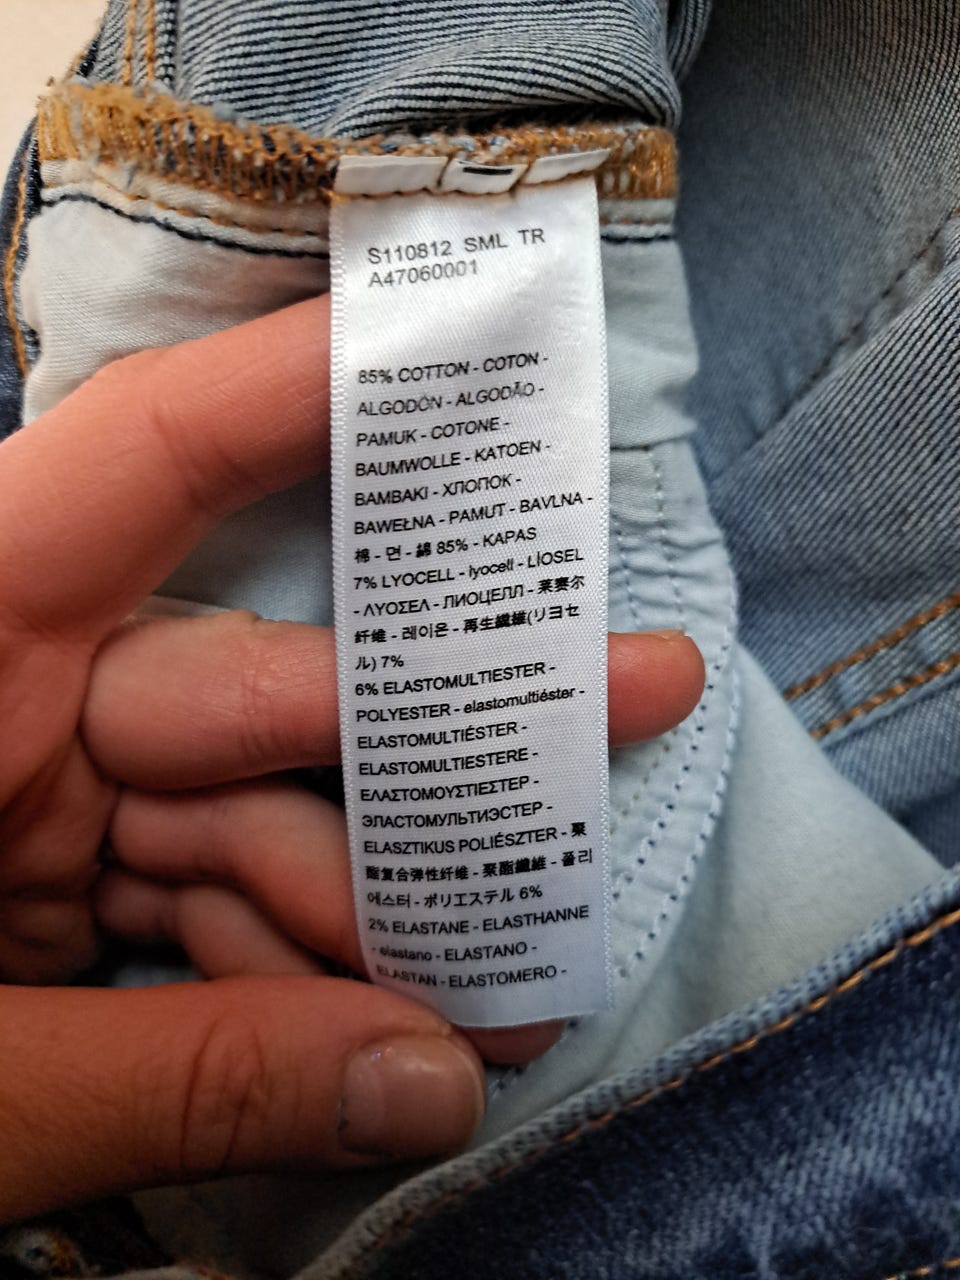 S110812 SML TR
A47060001
85% COTTON - COTON -
ALGODÓN - ALGODÃO -
PAMUK - COTONE -
BAUMWOLLE - KATOEN -
BAMBAKI - ХЛОПОК -
BAWEŁNA - PAMUT - BAVLNA -
棉 - 면 - 綿 85% - KAPAS
7% LYOCELL - lyocell - LİOSEL
- ΛΥΟΣΕΛ - ЛИОЦЕЛЛ - 莱赛尔
纤维 - 레이온 - 再生繊維(リヨセ
ル) 7%
6% ELASTOMULTIESTER -
POLYESTER - elastomultiéster -
ELASTOMULTIÉSTER -
ELASTOMULTIESTERE -
ΕΛΑΣΤΟΜΟΥΣΤΙΕΣΤΕΡ -
ЭЛАСТОМУЛЬТИЭСТЕР -
ELASZTIKUS POLIÉSZTER - 聚
酯复合弹性纤维 - 聚酯纖維 - 폴리
에스터 - ポリエステル 6%
2% ELASTANE - ELASTHANNE
- elastano - ELASTANO -
ELASTAN - ELASTOMERO -